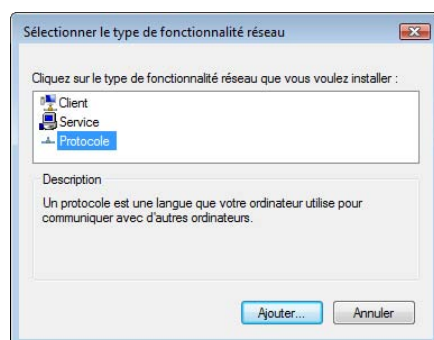 Sélectionner le type de fonctionnalité réseau
Cliquez sur le type de fonctionnalité réseau que vous voulez installer :
Client
Service
Protocole
Description
Un protocole est une langue que votre ordinateur utilise pour
communiquer avec d'autres ordinateurs.
Ajouter...
Annuler